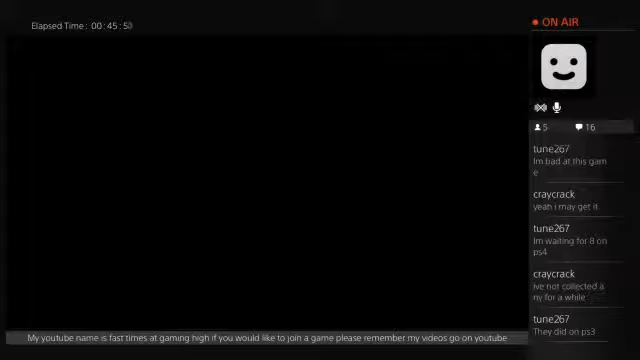 Elapsed Time : 00 : 45 : 50
ON AIR
5 16
tune267
Im bad at this gam
e
craycrack
yeah i may get it
tune267
Im waiting for 8 on
ps4
craycrack
ive not collected a
ny for a while
tune267
They did on ps3
My youtube name is fast times at gaming high if you would like to join a game please remember my videos go on youtube